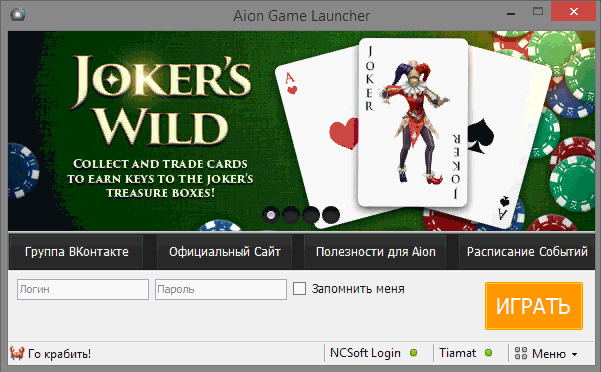 Aion Game Launcher
JOKER'S
WILD
COLLECT AND TRADE CARDS
TO EARN KEYS TO THE JOKER'S
TREASURE BOXES!
A
JOKER
JOKER
A
Группа ВКонтакте
Официальный Сайт
Полезности для Aion
Расписание Событий
Логин
Пароль
Запомнить меня
ИГРАТЬ
Го крабить!
NCSoft Login
Tiamat
Меню